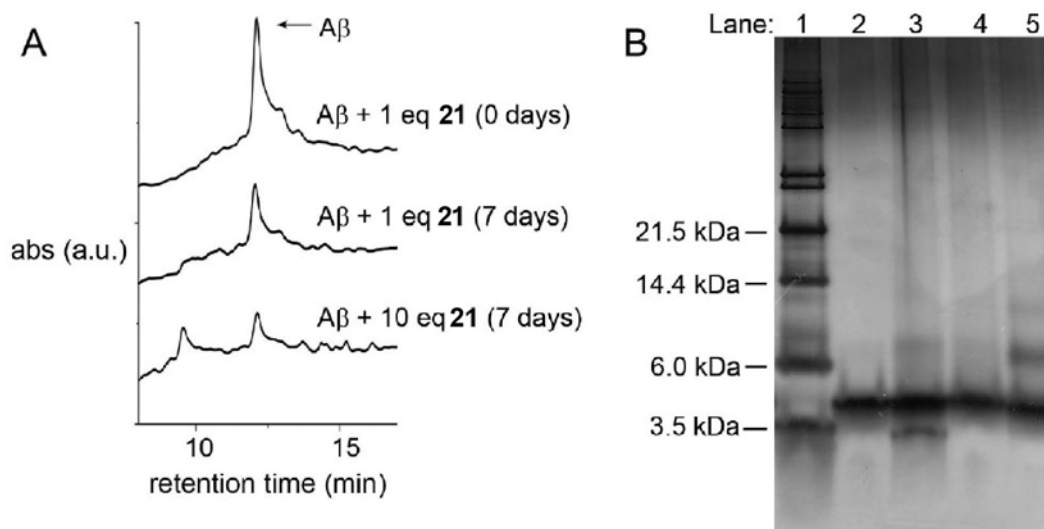 A
Aβ
Aβ + 1 eq 21 (0 days)
Aβ + 1 eq 21 (7 days)
abs (a.u.)
Aβ + 10 eq 21 (7 days)
10 15
retention time (min)
B
Lane: 1 2 3 4 5
21.5 kDa
14.4 kDa
6.0 kDa
3.5 kDa